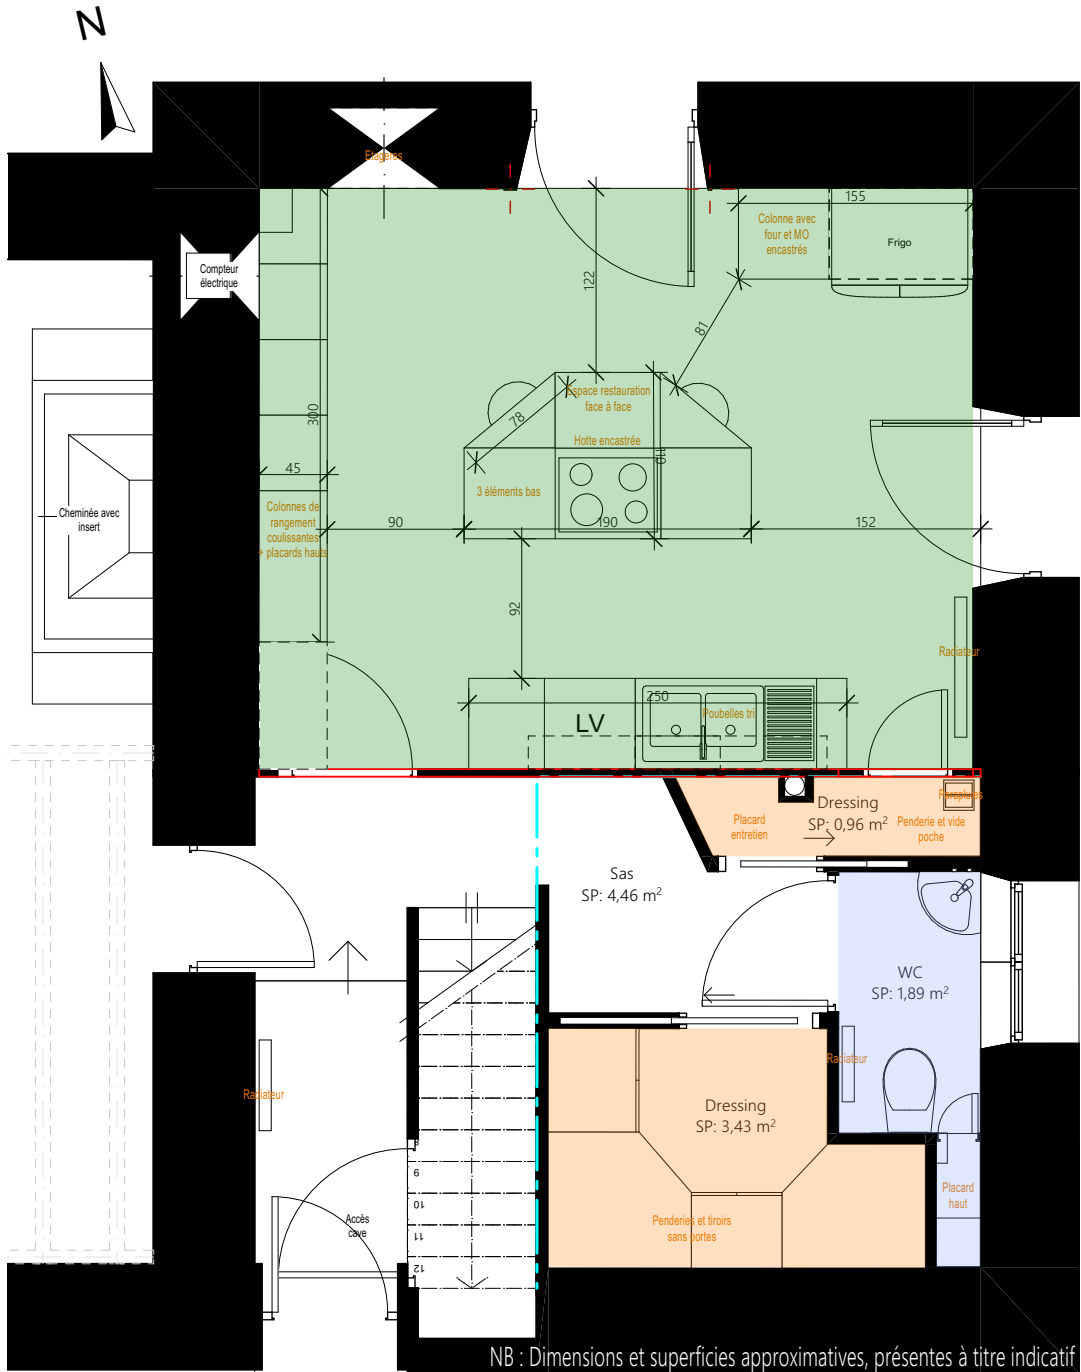 N
Etagères
155
Colonne avec
four et MO
encastrés
Frigo
Compteur
électrique
122
81
Espace restauration
face à face
78
300
Hotte encastrée
110
45
3 éléments bas
Colonnes de
rangement
coulissantes
+ placards hauts
Cheminée avec
insert
90
190
152
92
Radiateur
250
Poubelles tri
LV
Parapluies
Dressing
SP: 0,96 m²
Placard
entretien
Penderie et vide
poche
Sas
SP: 4,46 m²
WC
SP: 1,89 m²
Radiateur
Radiateur
Dressing
SP: 3,43 m²
8
9
10
11
12
Accès
cave
Placard
haut
Penderies et tiroirs
sans portes
NB : Dimensions et superficies approximatives, présentes à titre indicatif